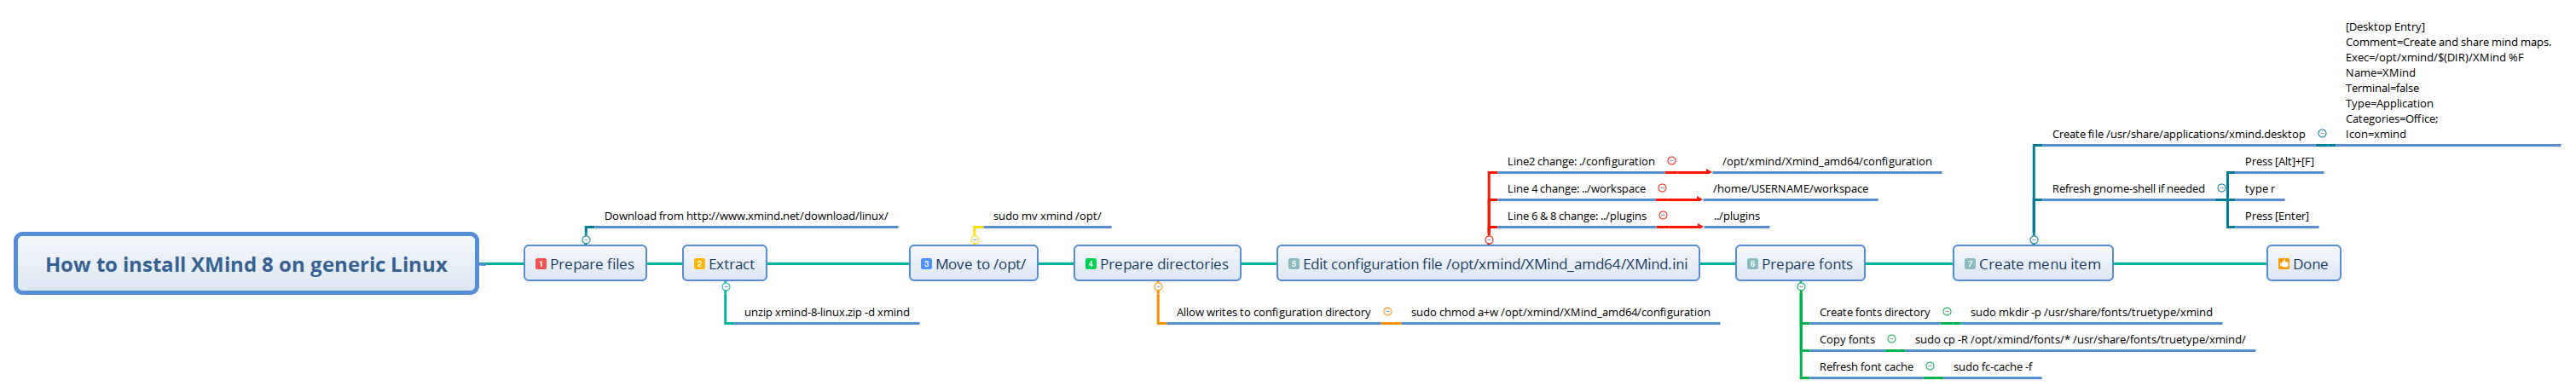 How to install XMind 8 on generic Linux
1 Prepare files
Download from http://www.xmind.net/download/linux/
2 Extract
unzip xmind-8-linux.zip -d xmind
3 Move to /opt/
sudo mv xmind /opt/
4 Prepare directories
Allow writes to configuration directory
sudo chmod a+w /opt/xmind/XMind_amd64/configuration
5 Edit configuration file /opt/xmind/XMind_amd64/XMind.ini
Line2 change: ./configuration
/opt/xmind/Xmind_amd64/configuration
Line 4 change: ../workspace
/home/USERNAME/workspace
Line 6 & 8 change: ../plugins
../plugins
6 Prepare fonts
Create fonts directory
sudo mkdir -p /usr/share/fonts/truetype/xmind
Copy fonts
sudo cp -R /opt/xmind/fonts/* /usr/share/fonts/truetype/xmind/
Refresh font cache
sudo fc-cache -f
7 Create menu item
Create file /usr/share/applications/xmind.desktop
[Desktop Entry]
Comment=Create and share mind maps.
Exec=/opt/xmind/$(DIR)/XMind %F
Name=XMind
Terminal=false
Type=Application
Categories=Office;
Icon=xmind
Refresh gnome-shell if needed
Press [Alt]+[F]
type r
Press [Enter]
Done